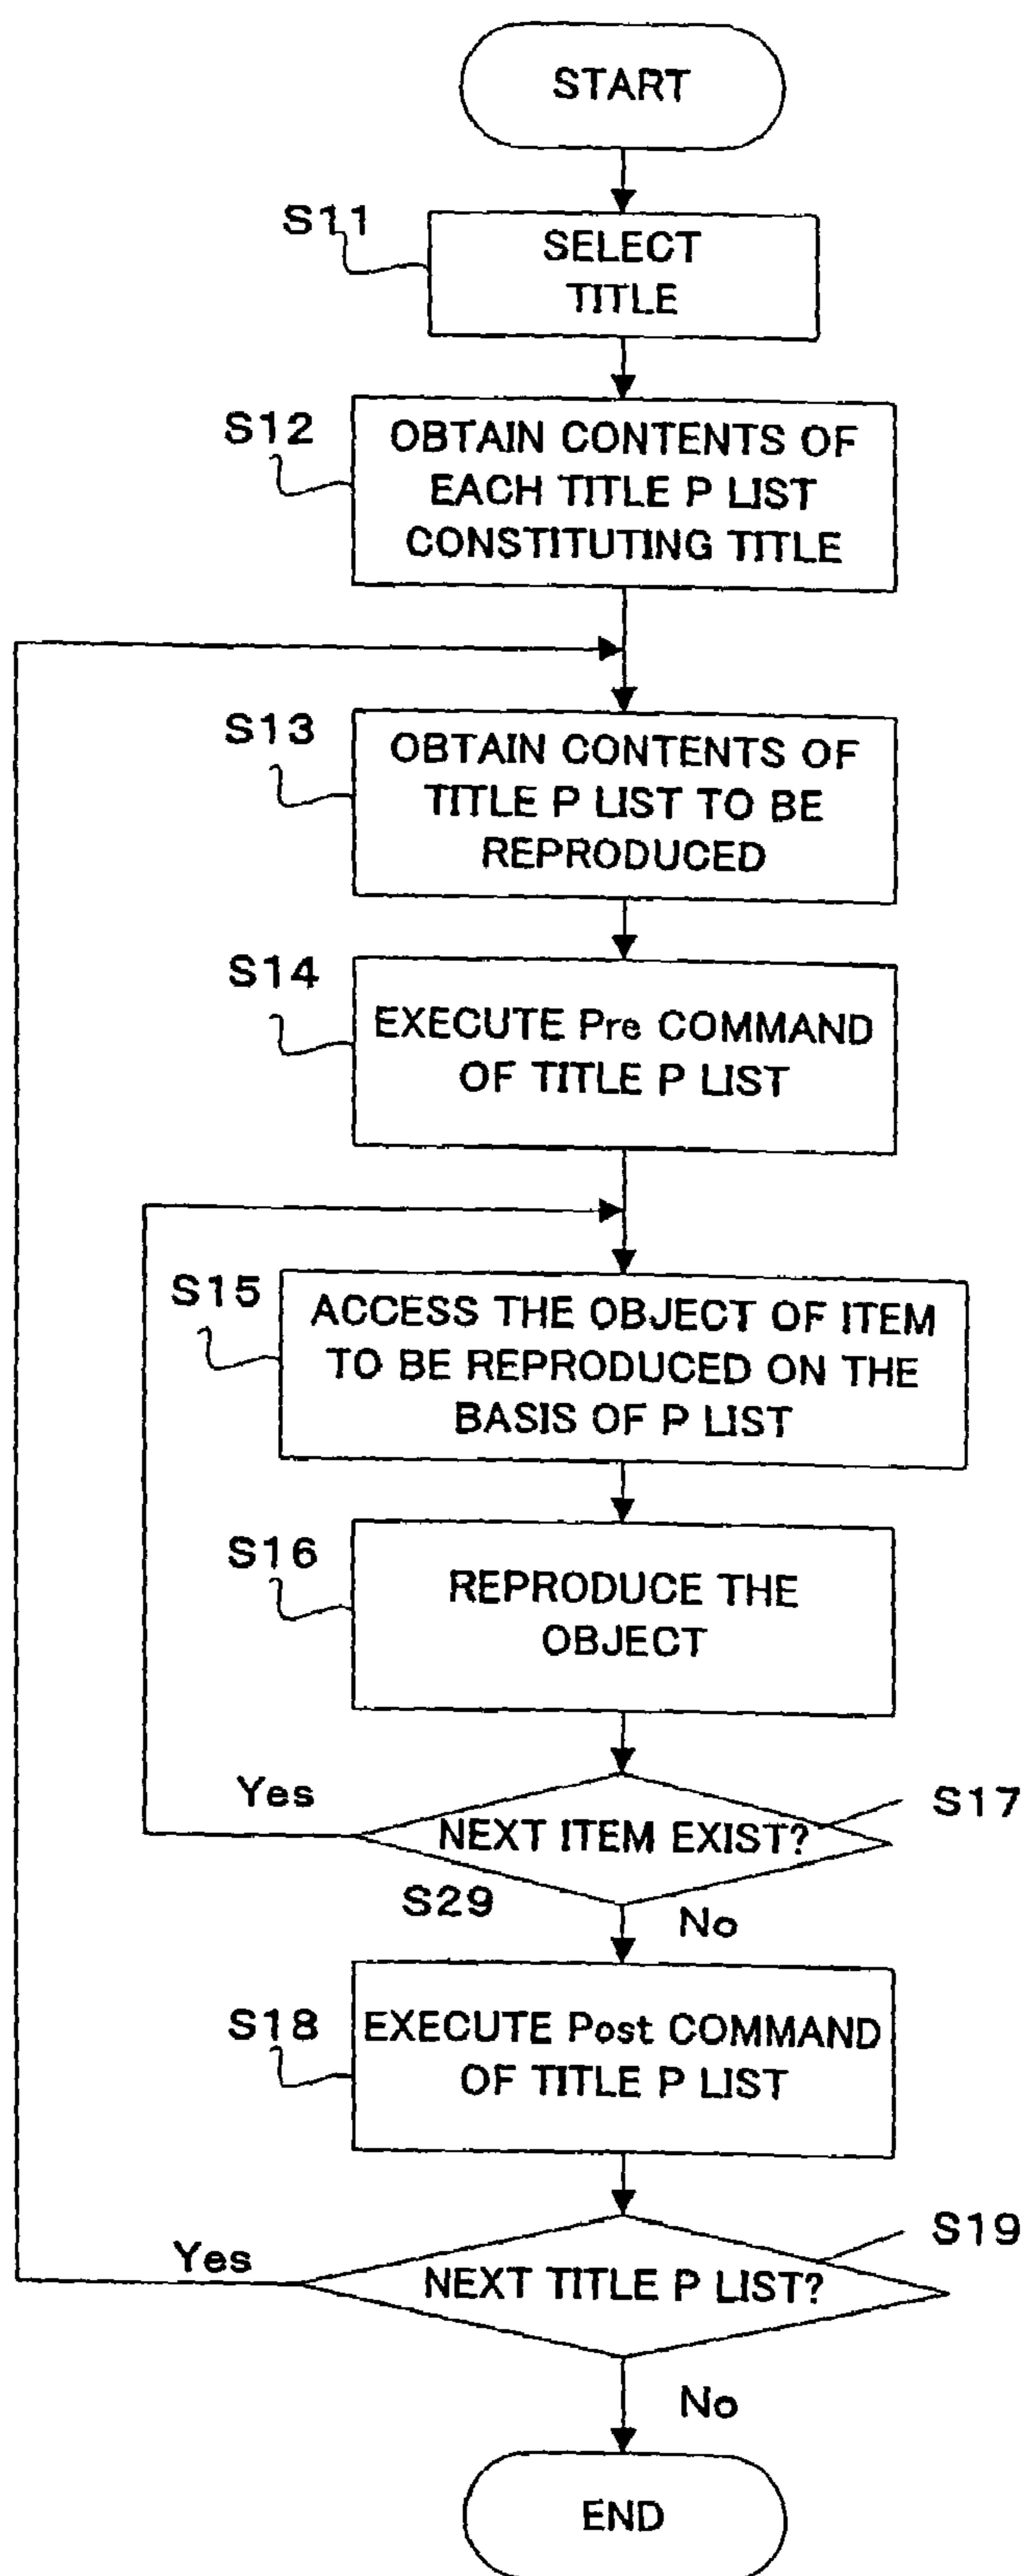 START
S11
SELECT
TITLE
S12
OBTAIN CONTENTS OF
EACH TITLE P LIST
CONSTITUTING TITLE
S13
OBTAIN CONTENTS OF
TITLE P LIST TO BE
REPRODUCED
S14
EXECUTE Pre COMMAND
OF TITLE P LIST
S15
ACCESS THE OBJECT OF ITEM
TO BE REPRODUCED ON THE
BASIS OF P LIST
S16
REPRODUCE THE
OBJECT
Yes
S17
NEXT ITEM EXIST?
S29
No
S18
EXECUTE Post COMMAND
OF TITLE P LIST
S19
Yes
NEXT TITLE P LIST?
No
END